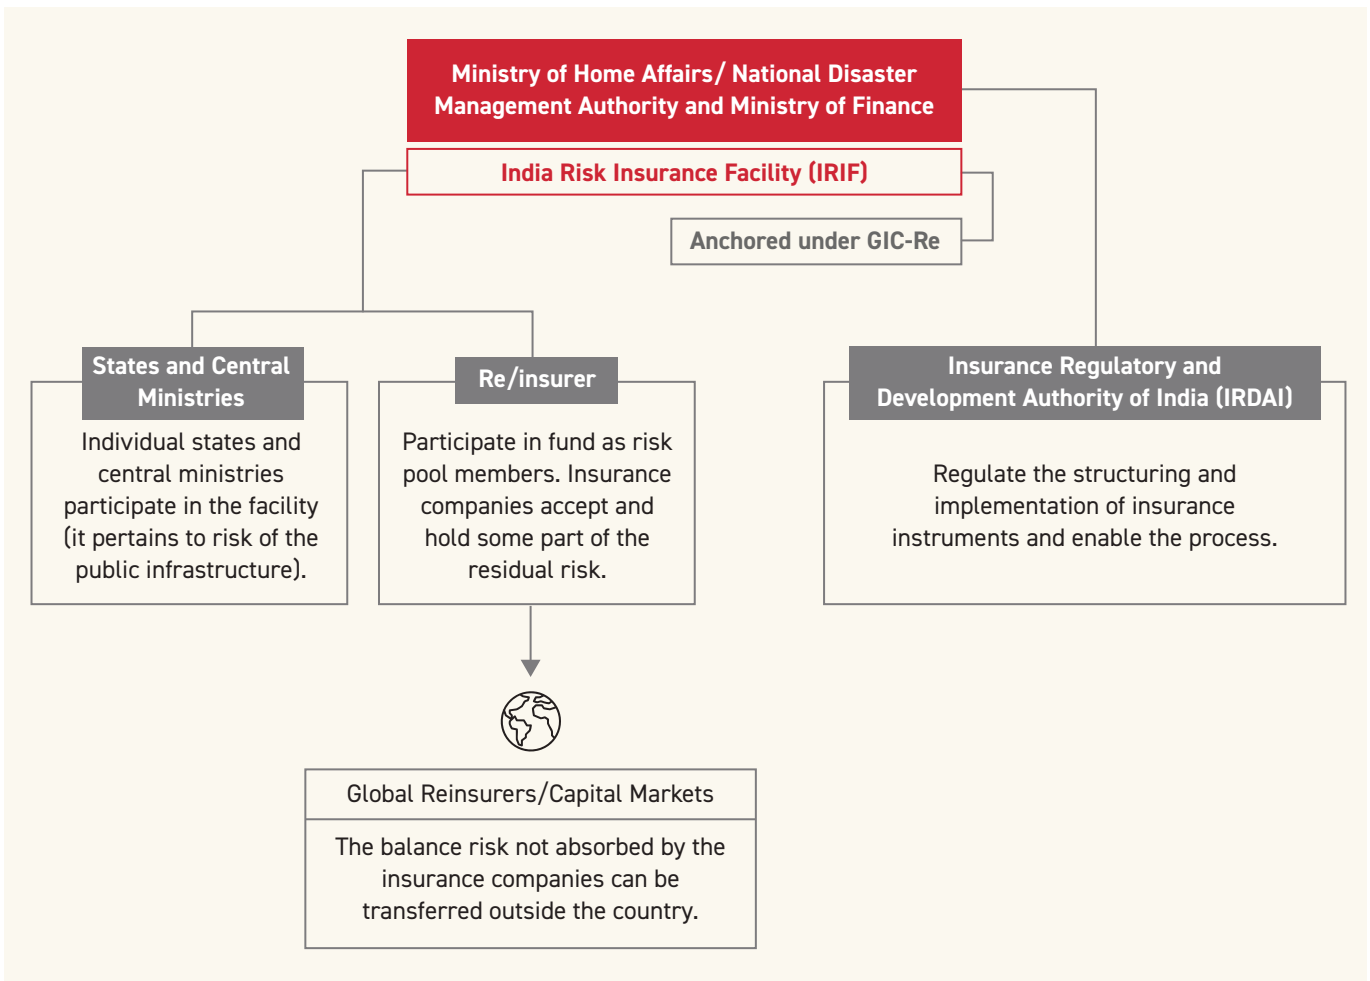 Ministry of Home Affairs/ National Disaster
Management Authority and Ministry of Finance
India Risk Insurance Facility (IRIF)
Anchored under GIC-Re
States and Central
Ministries
Individual states and
central ministries
participate in the facility
(it pertains to risk of the
public infrastructure).
Re/insurer
Participate in fund as risk
pool members. Insurance
companies accept and
hold some part of the
residual risk.
Insurance Regulatory and
Development Authority of India (IRDAI)
Regulate the structuring and
implementation of insurance
instruments and enable the process.
Global Reinsurers/Capital Markets
The balance risk not absorbed by the
insurance companies can be
transferred outside the country.